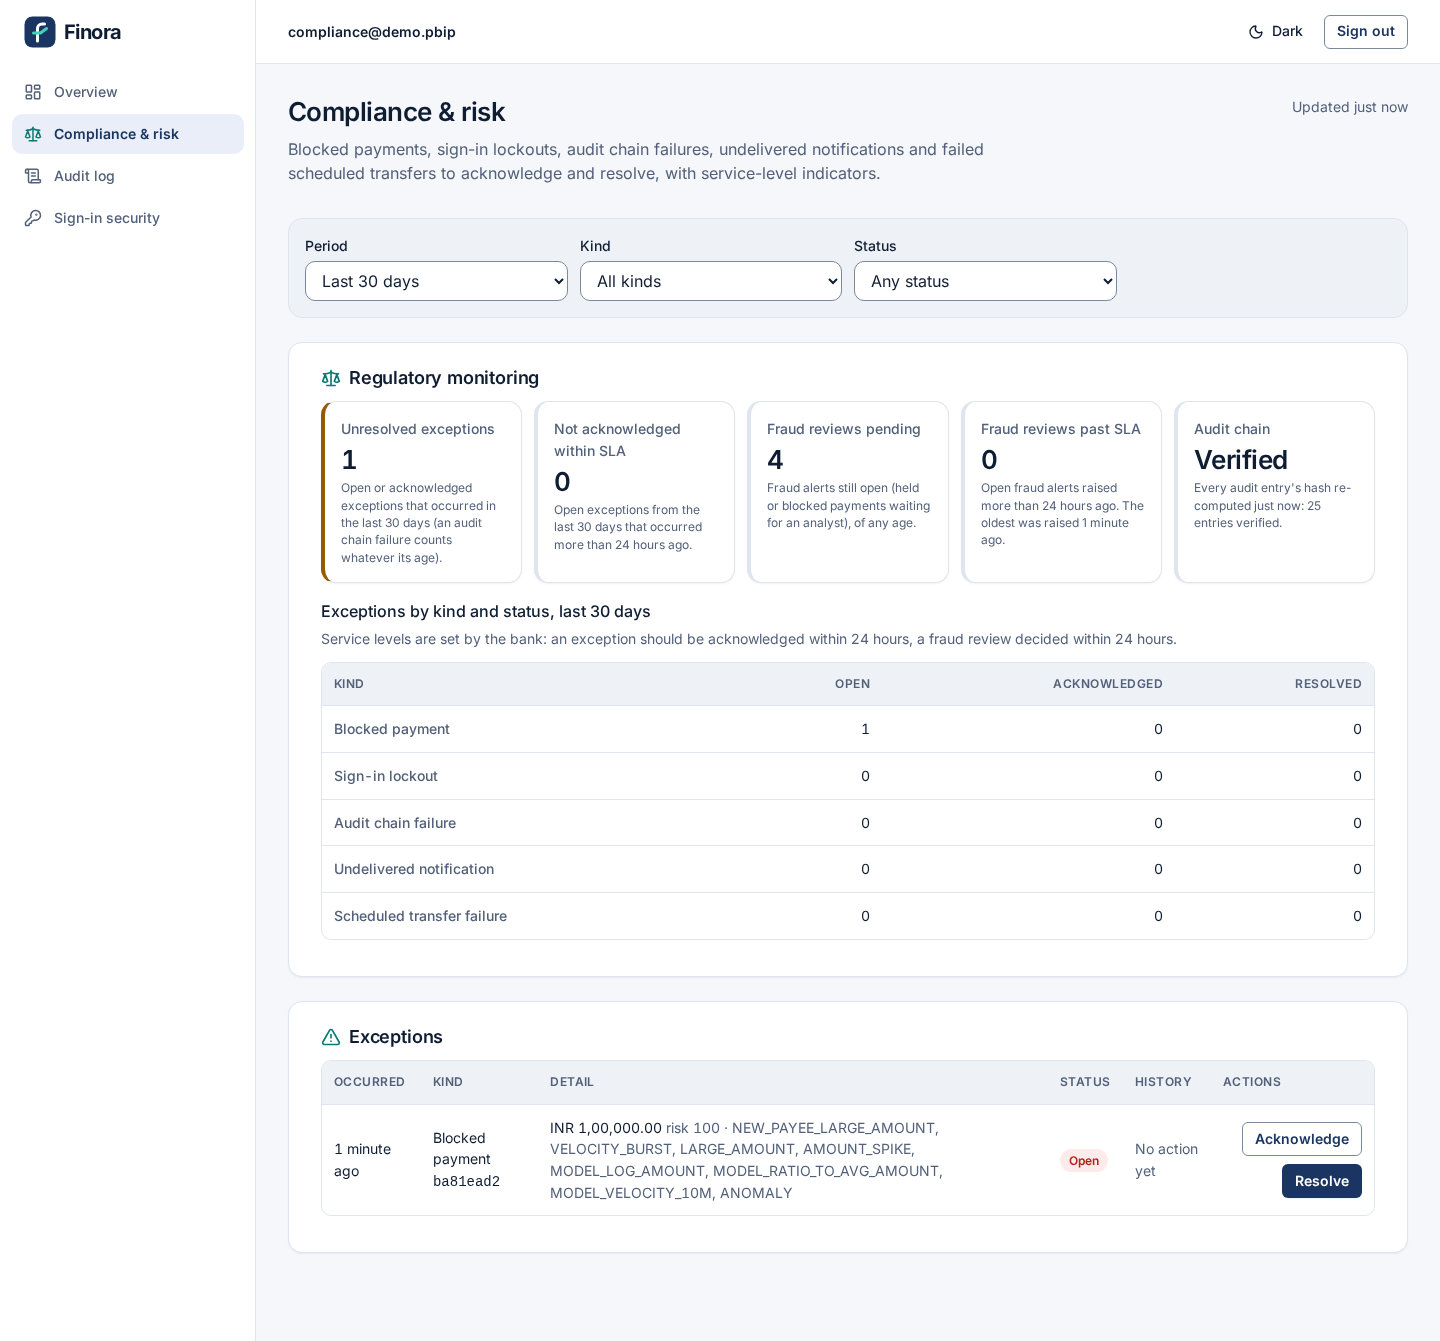 Finora
compliance@demo.pbip
Dark
Sign out
Overview
Compliance & risk
Audit log
Sign-in security
Compliance & risk
Updated just now
Blocked payments, sign-in lockouts, audit chain failures, undelivered notifications and failed
scheduled transfers to acknowledge and resolve, with service-level indicators.
Period
Kind
Status
Last 30 days
All kinds
Any status
Regulatory monitoring
Unresolved exceptions
1
Open or acknowledged
exceptions that occurred in
the last 30 days (an audit
chain failure counts
whatever its age).
Not acknowledged
within SLA
0
Open exceptions from the
last 30 days that occurred
more than 24 hours ago.
Fraud reviews pending
4
Fraud alerts still open (held
or blocked payments waiting
for an analyst), of any age.
Fraud reviews past SLA
0
Open fraud alerts raised
more than 24 hours ago. The
oldest was raised 1 minute
ago.
Audit chain
Verified
Every audit entry's hash re-
computed just now: 25
entries verified.
Exceptions by kind and status, last 30 days
Service levels are set by the bank: an exception should be acknowledged within 24 hours, a fraud review decided within 24 hours.
KIND OPEN ACKNOWLEDGED RESOLVED
Blocked payment 1 0 0
Sign-in lockout 0 0 0
Audit chain failure 0 0 0
Undelivered notification 0 0 0
Scheduled transfer failure 0 0 0
Exceptions
OCCURRED KIND DETAIL STATUS HISTORY ACTIONS
1 minute
ago
Blocked
payment
ba81ead2
INR 1,00,000.00 risk 100 · NEW_PAYEE_LARGE_AMOUNT,
VELOCITY_BURST, LARGE_AMOUNT, AMOUNT_SPIKE,
MODEL_LOG_AMOUNT, MODEL_RATIO_TO_AVG_AMOUNT,
MODEL_VELOCITY_10M, ANOMALY
Open
No action
yet
Acknowledge
Resolve